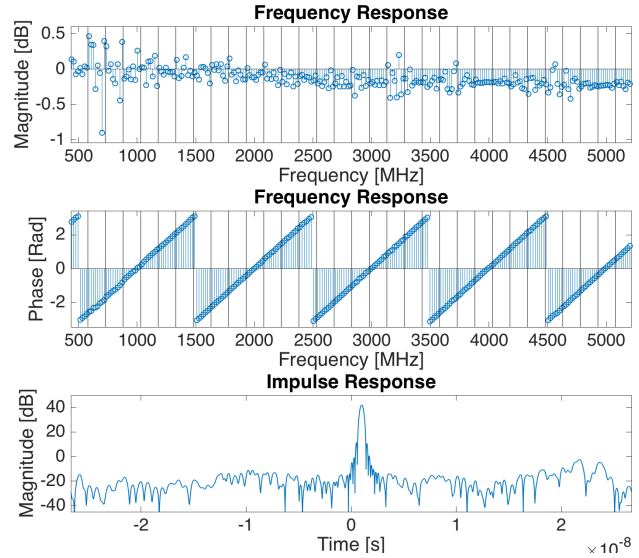 Frequency Response
Magnitude [dB]
0.5
0
-0.5
-1
500 1000 1500 2000 2500 3000 3500 4000 4500 5000
Frequency [MHz]
Frequency Response
Phase [Rad]
2
0
-2
500 1000 1500 2000 2500 3000 3500 4000 4500 5000
Frequency [MHz]
Impulse Response
Magnitude [dB]
40
20
0
-20
-40
-2 -1 0 1 2
Time [s]
×10⁻⁸